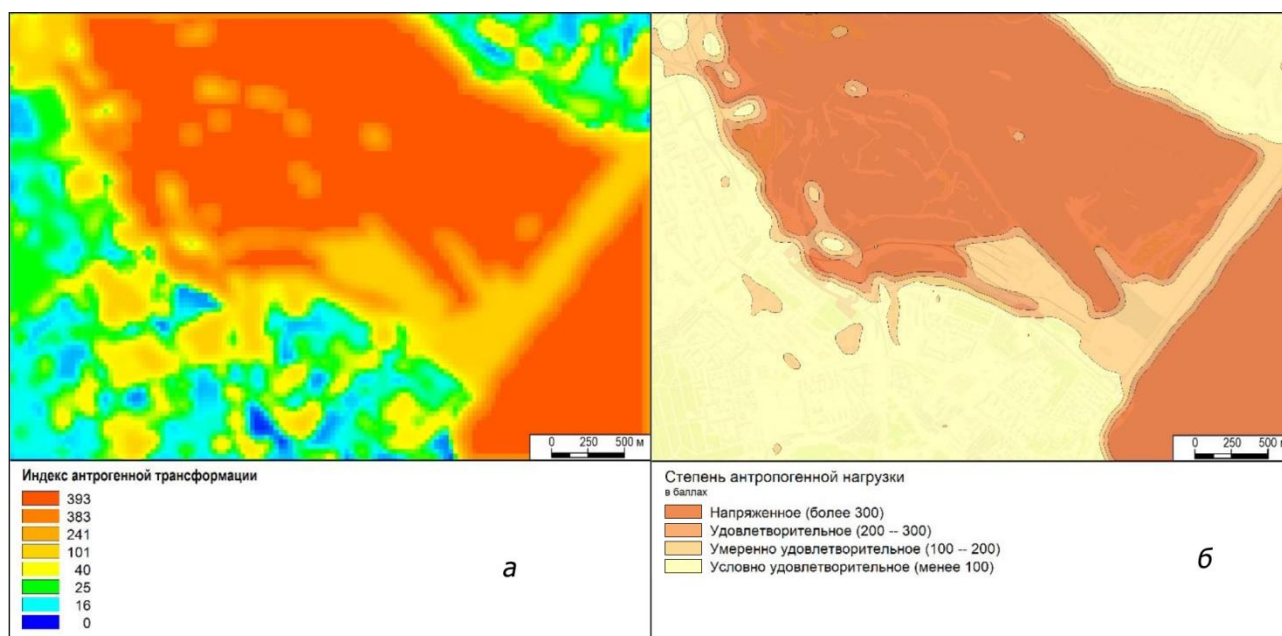 0 250 500 м
0 250 500 м
Индекс антрогенной трансформации
393
383
241
101
40
25
16
0
а
Степень антропогенной нагрузки
в баллах
Напряженное (более 300)
Удовлетворительное (200 -- 300)
Умеренно удовлетворительное (100 -- 200)
Условно удовлетворительное (менее 100)
б